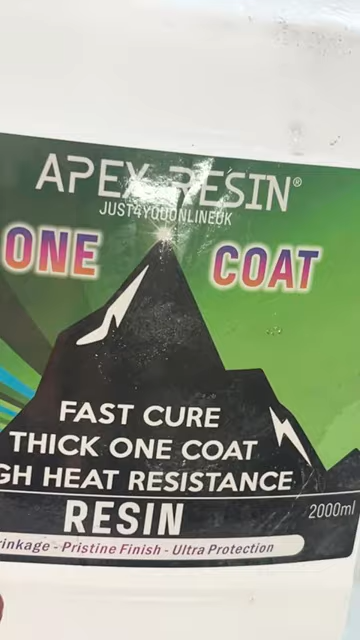 APEX RESIN®
JUST4YOUONLINEUK
ONE COAT
FAST CURE
THICK ONE COAT
GH HEAT RESISTANCE
RESIN
2000ml
rinkage - Pristine Finish - Ultra Protection